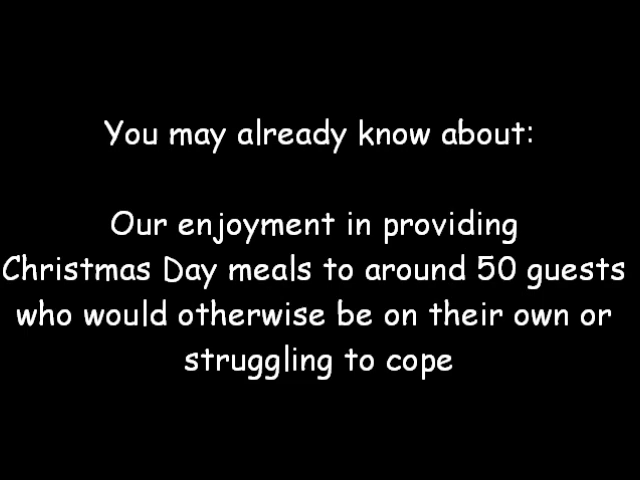 You may already know about:
Our enjoyment in providing
Christmas Day meals to around 50 guests
who would otherwise be on their own or
struggling to cope